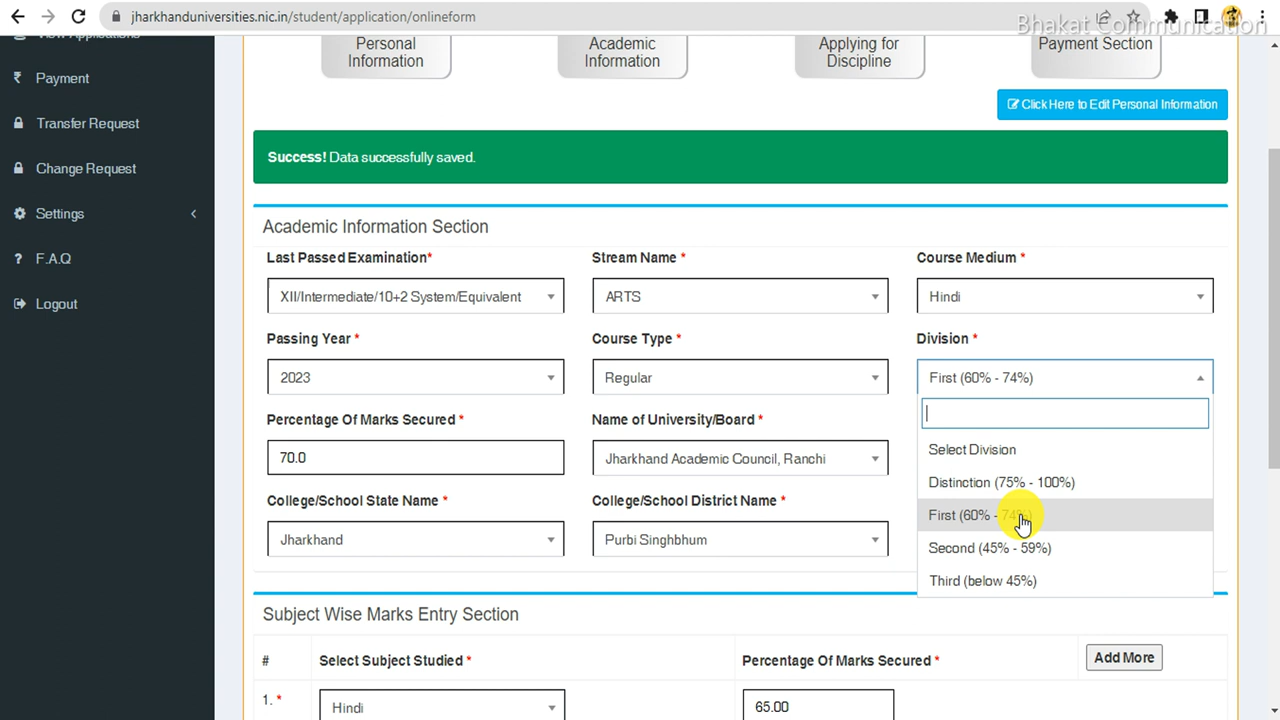 jharkhanduniversities.nic.in/student/application/onlineform
Bhakat Communication
View Applications
Payment
Transfer Request
Change Request
Settings
F.A.Q
Logout
Personal
Information
Academic
Information
Applying for
Discipline
Payment Section
Click Here to Edit Personal Information
Success! Data successfully saved.
Academic Information Section
Last Passed Examination*
Stream Name *
Course Medium *
XII/Intermediate/10+2 System/Equivalent
ARTS
Hindi
Passing Year *
Course Type *
Division *
2023
Regular
First (60% - 74%)
Percentage Of Marks Secured *
Name of University/Board *
70.0
Jharkhand Academic Council, Ranchi
Select Division
Distinction (75% - 100%)
College/School State Name *
College/School District Name *
First (60% - 74%)
Jharkhand
Purbi Singhbhum
Second (45% - 59%)
Third (below 45%)
Subject Wise Marks Entry Section
#
Select Subject Studied *
Percentage Of Marks Secured *
Add More
1. *
Hindi
65.00